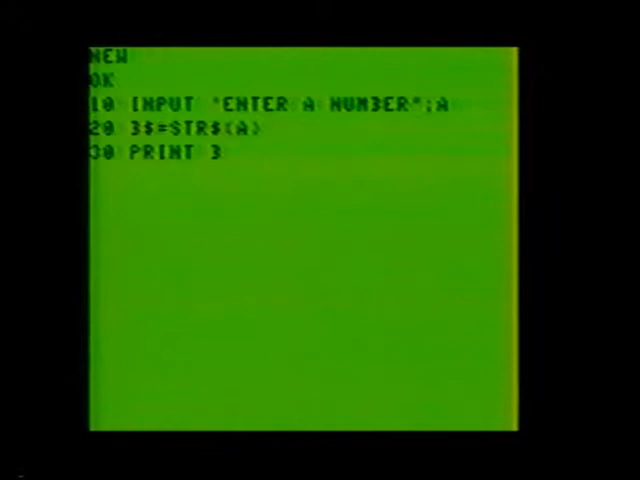 NEW
OK
10 INPUT "ENTER A NUMBER";A
20 B$=STR$(A)
30 PRINT B